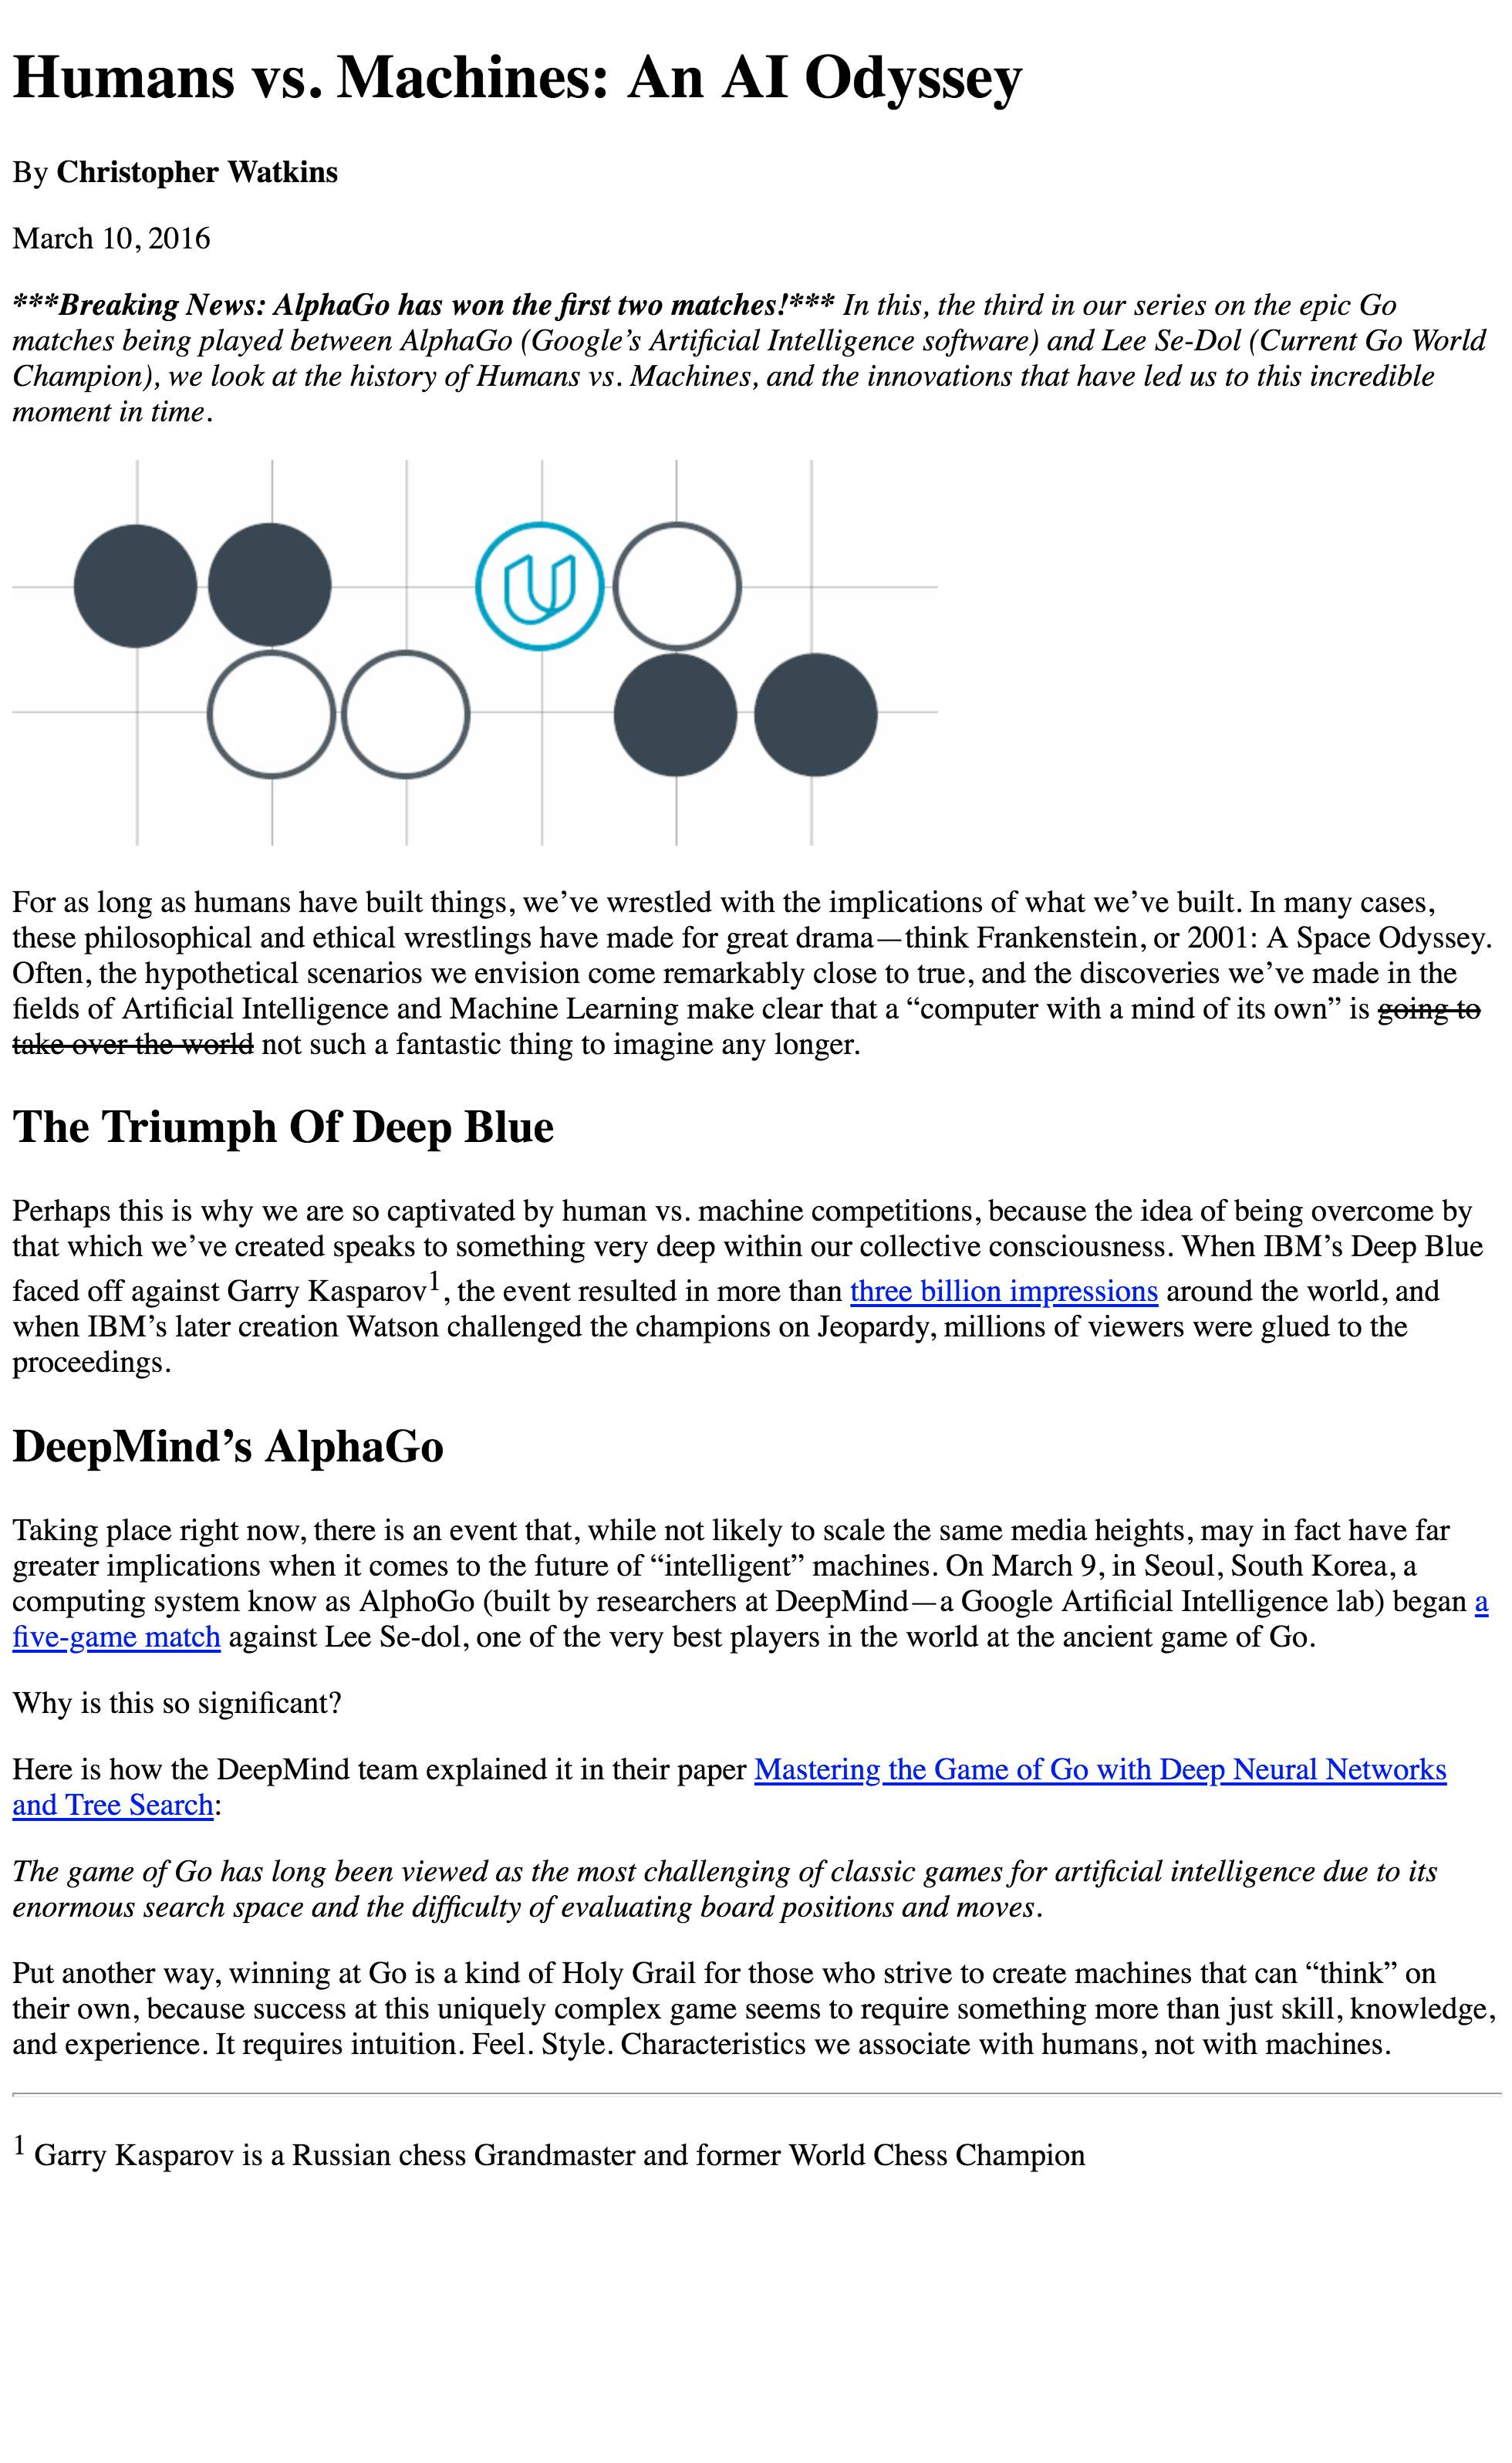 Humans vs. Machines: An AI Odyssey
By Christopher Watkins
March 10, 2016
***Breaking News: AlphaGo has won the first two matches!*** In this, the third in our series on the epic Go
matches being played between AlphaGo (Google’s Artificial Intelligence software) and Lee Se-Dol (Current Go World
Champion), we look at the history of Humans vs. Machines, and the innovations that have led us to this incredible
moment in time.
For as long as humans have built things, we’ve wrestled with the implications of what we’ve built. In many cases,
these philosophical and ethical wrestlings have made for great drama—think Frankenstein, or 2001: A Space Odyssey.
Often, the hypothetical scenarios we envision come remarkably close to true, and the discoveries we’ve made in the
fields of Artificial Intelligence and Machine Learning make clear that a “computer with a mind of its own” is going to
take over the world not such a fantastic thing to imagine any longer.
The Triumph Of Deep Blue
Perhaps this is why we are so captivated by human vs. machine competitions, because the idea of being overcome by
that which we’ve created speaks to something very deep within our collective consciousness. When IBM’s Deep Blue
faced off against Garry Kasparov1, the event resulted in more than three billion impressions around the world, and
when IBM’s later creation Watson challenged the champions on Jeopardy, millions of viewers were glued to the
proceedings.
DeepMind’s AlphaGo
Taking place right now, there is an event that, while not likely to scale the same media heights, may in fact have far
greater implications when it comes to the future of “intelligent” machines. On March 9, in Seoul, South Korea, a
computing system know as AlphoGo (built by researchers at DeepMind—a Google Artificial Intelligence lab) began a
five-game match against Lee Se-dol, one of the very best players in the world at the ancient game of Go.
Why is this so significant?
Here is how the DeepMind team explained it in their paper Mastering the Game of Go with Deep Neural Networks
and Tree Search:
The game of Go has long been viewed as the most challenging of classic games for artificial intelligence due to its
enormous search space and the difficulty of evaluating board positions and moves.
Put another way, winning at Go is a kind of Holy Grail for those who strive to create machines that can “think” on
their own, because success at this uniquely complex game seems to require something more than just skill, knowledge,
and experience. It requires intuition. Feel. Style. Characteristics we associate with humans, not with machines.
1 Garry Kasparov is a Russian chess Grandmaster and former World Chess Champion